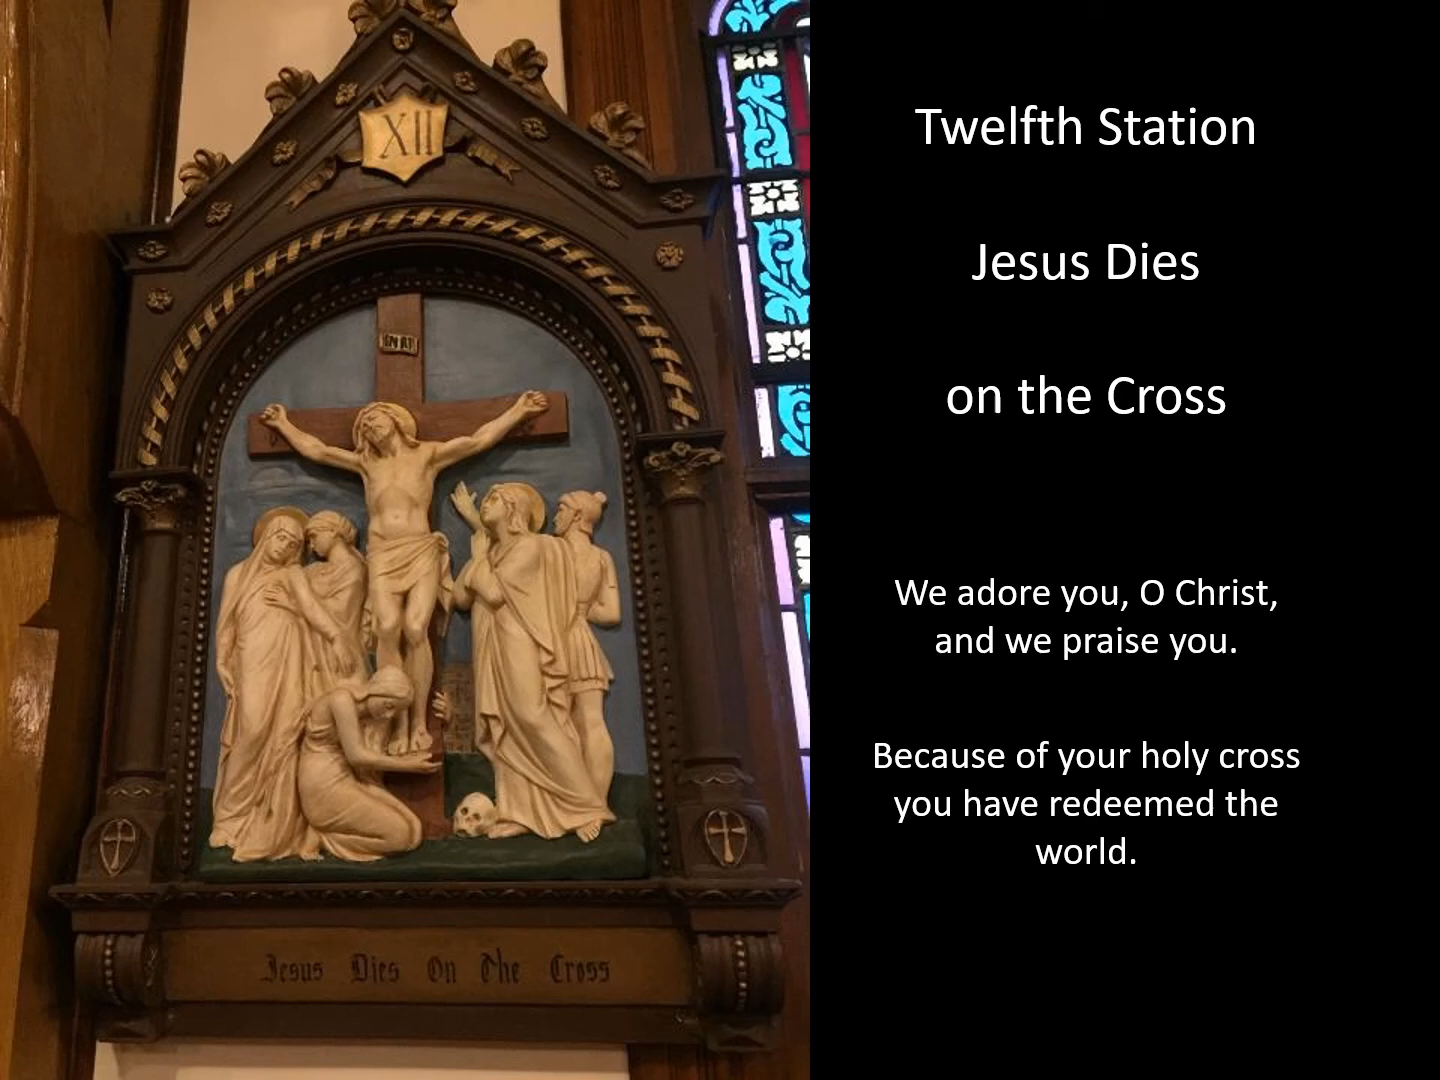 XII
INRI
Jesus Dies On The Cross
Twelfth Station
Jesus Dies
on the Cross
We adore you, O Christ,
and we praise you.
Because of your holy cross
you have redeemed the
world.